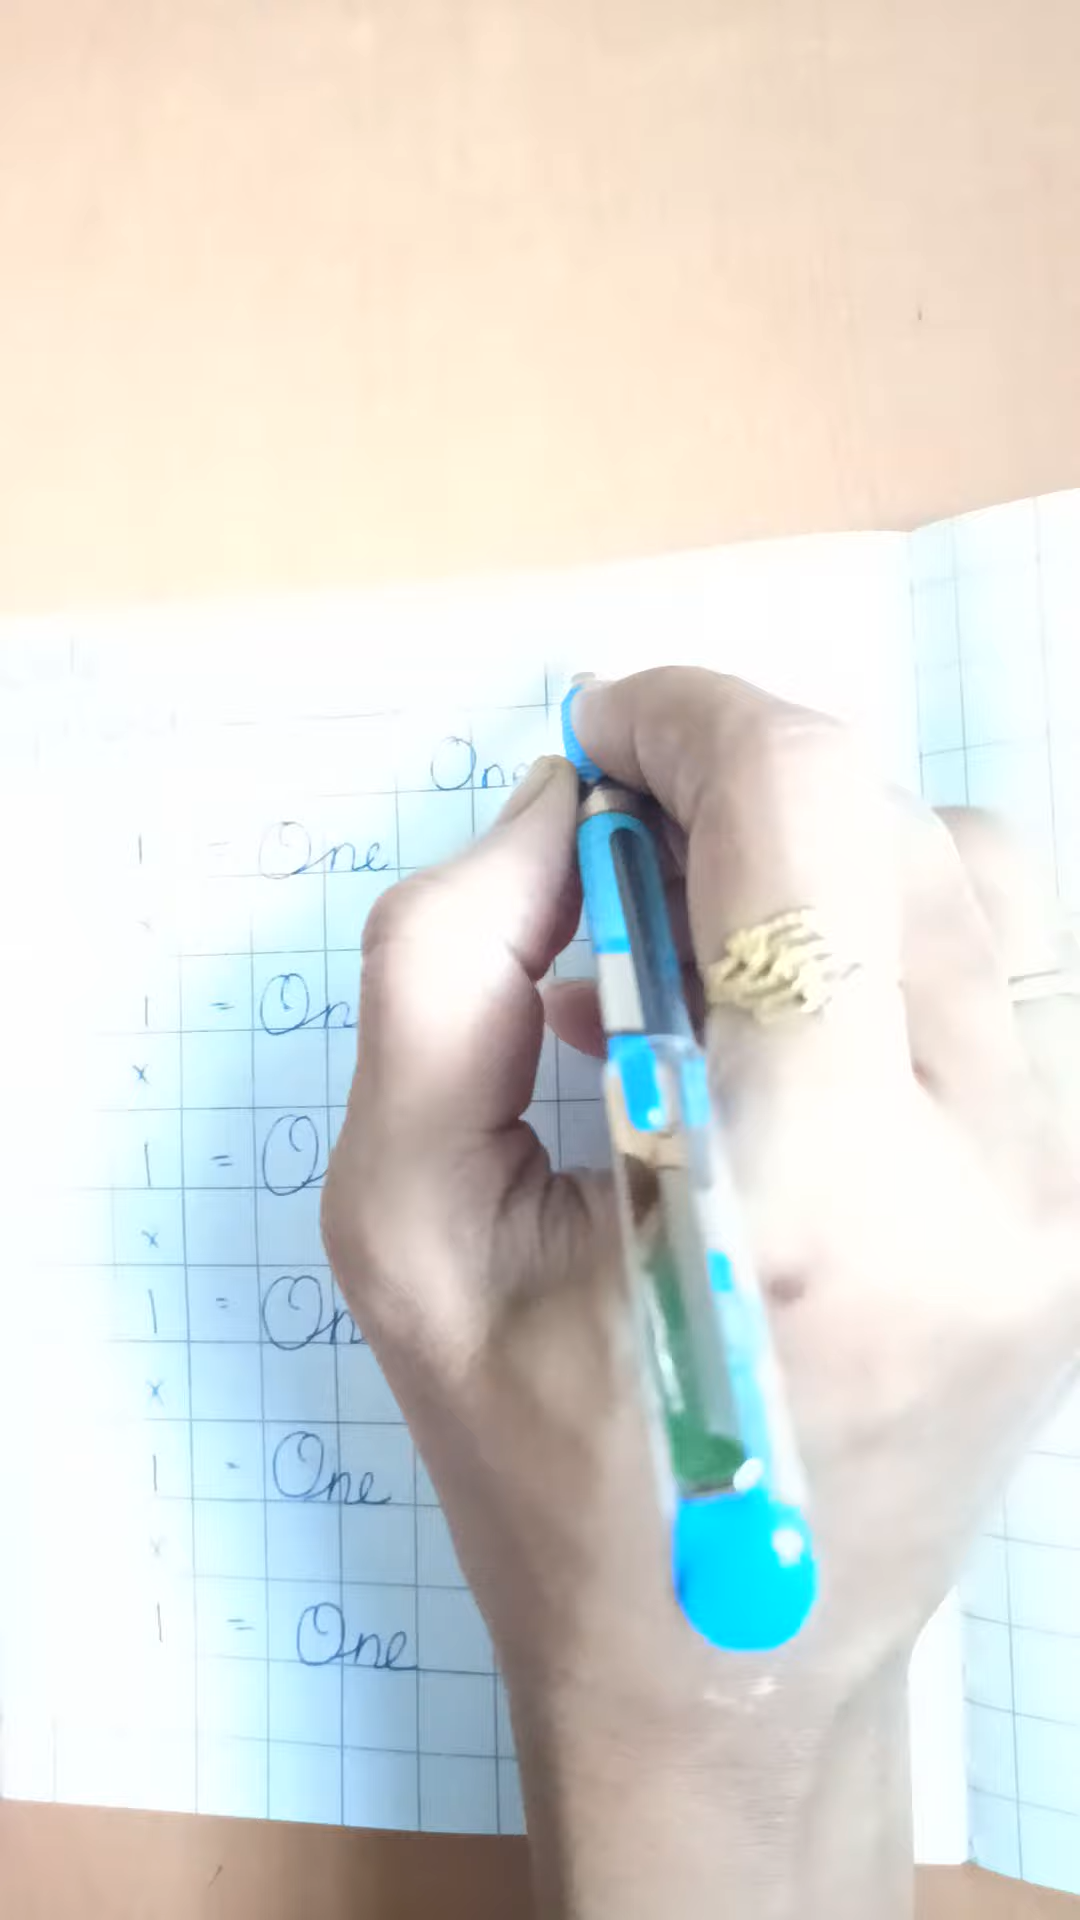 One
1 = One
x
1 = On
x
1 = O
x
1 = On
x
1 - One
x
1 = One